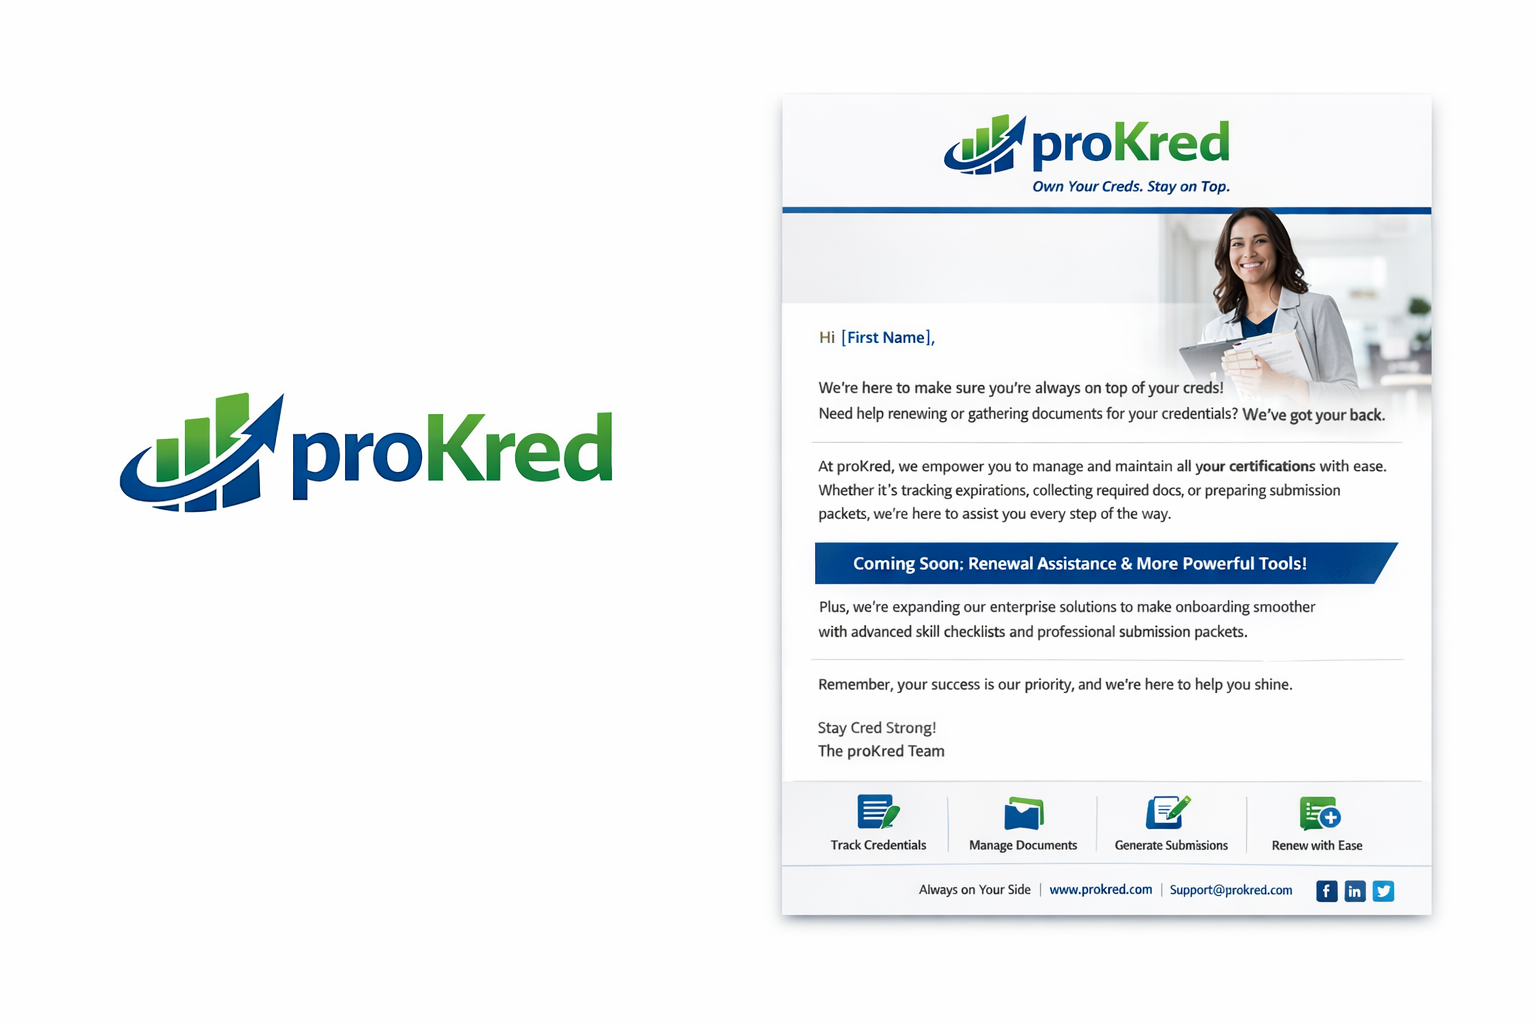 proKred
proKred
Own Your Creds. Stay on Top.
Hi [First Name],
We're here to make sure you're always on top of your creds!
Need help renewing or gathering documents for your credentials? We've got your back.
At proKred, we empower you to manage and maintain all your certifications with ease.
Whether it's tracking expirations, collecting required docs, or preparing submission
packets, we're here to assist you every step of the way.
Coming Soon: Renewal Assistance & More Powerful Tools!
Plus, we're expanding our enterprise solutions to make onboarding smoother
with advanced skill checklists and professional submission packets.
Remember, your success is our priority, and we're here to help you shine.
Stay Cred Strong!
The proKred Team
Track Credentials
Manage Documents
Generate Submissions
Renew with Ease
Always on Your Side | www.prokred.com | Support@prokred.com f in